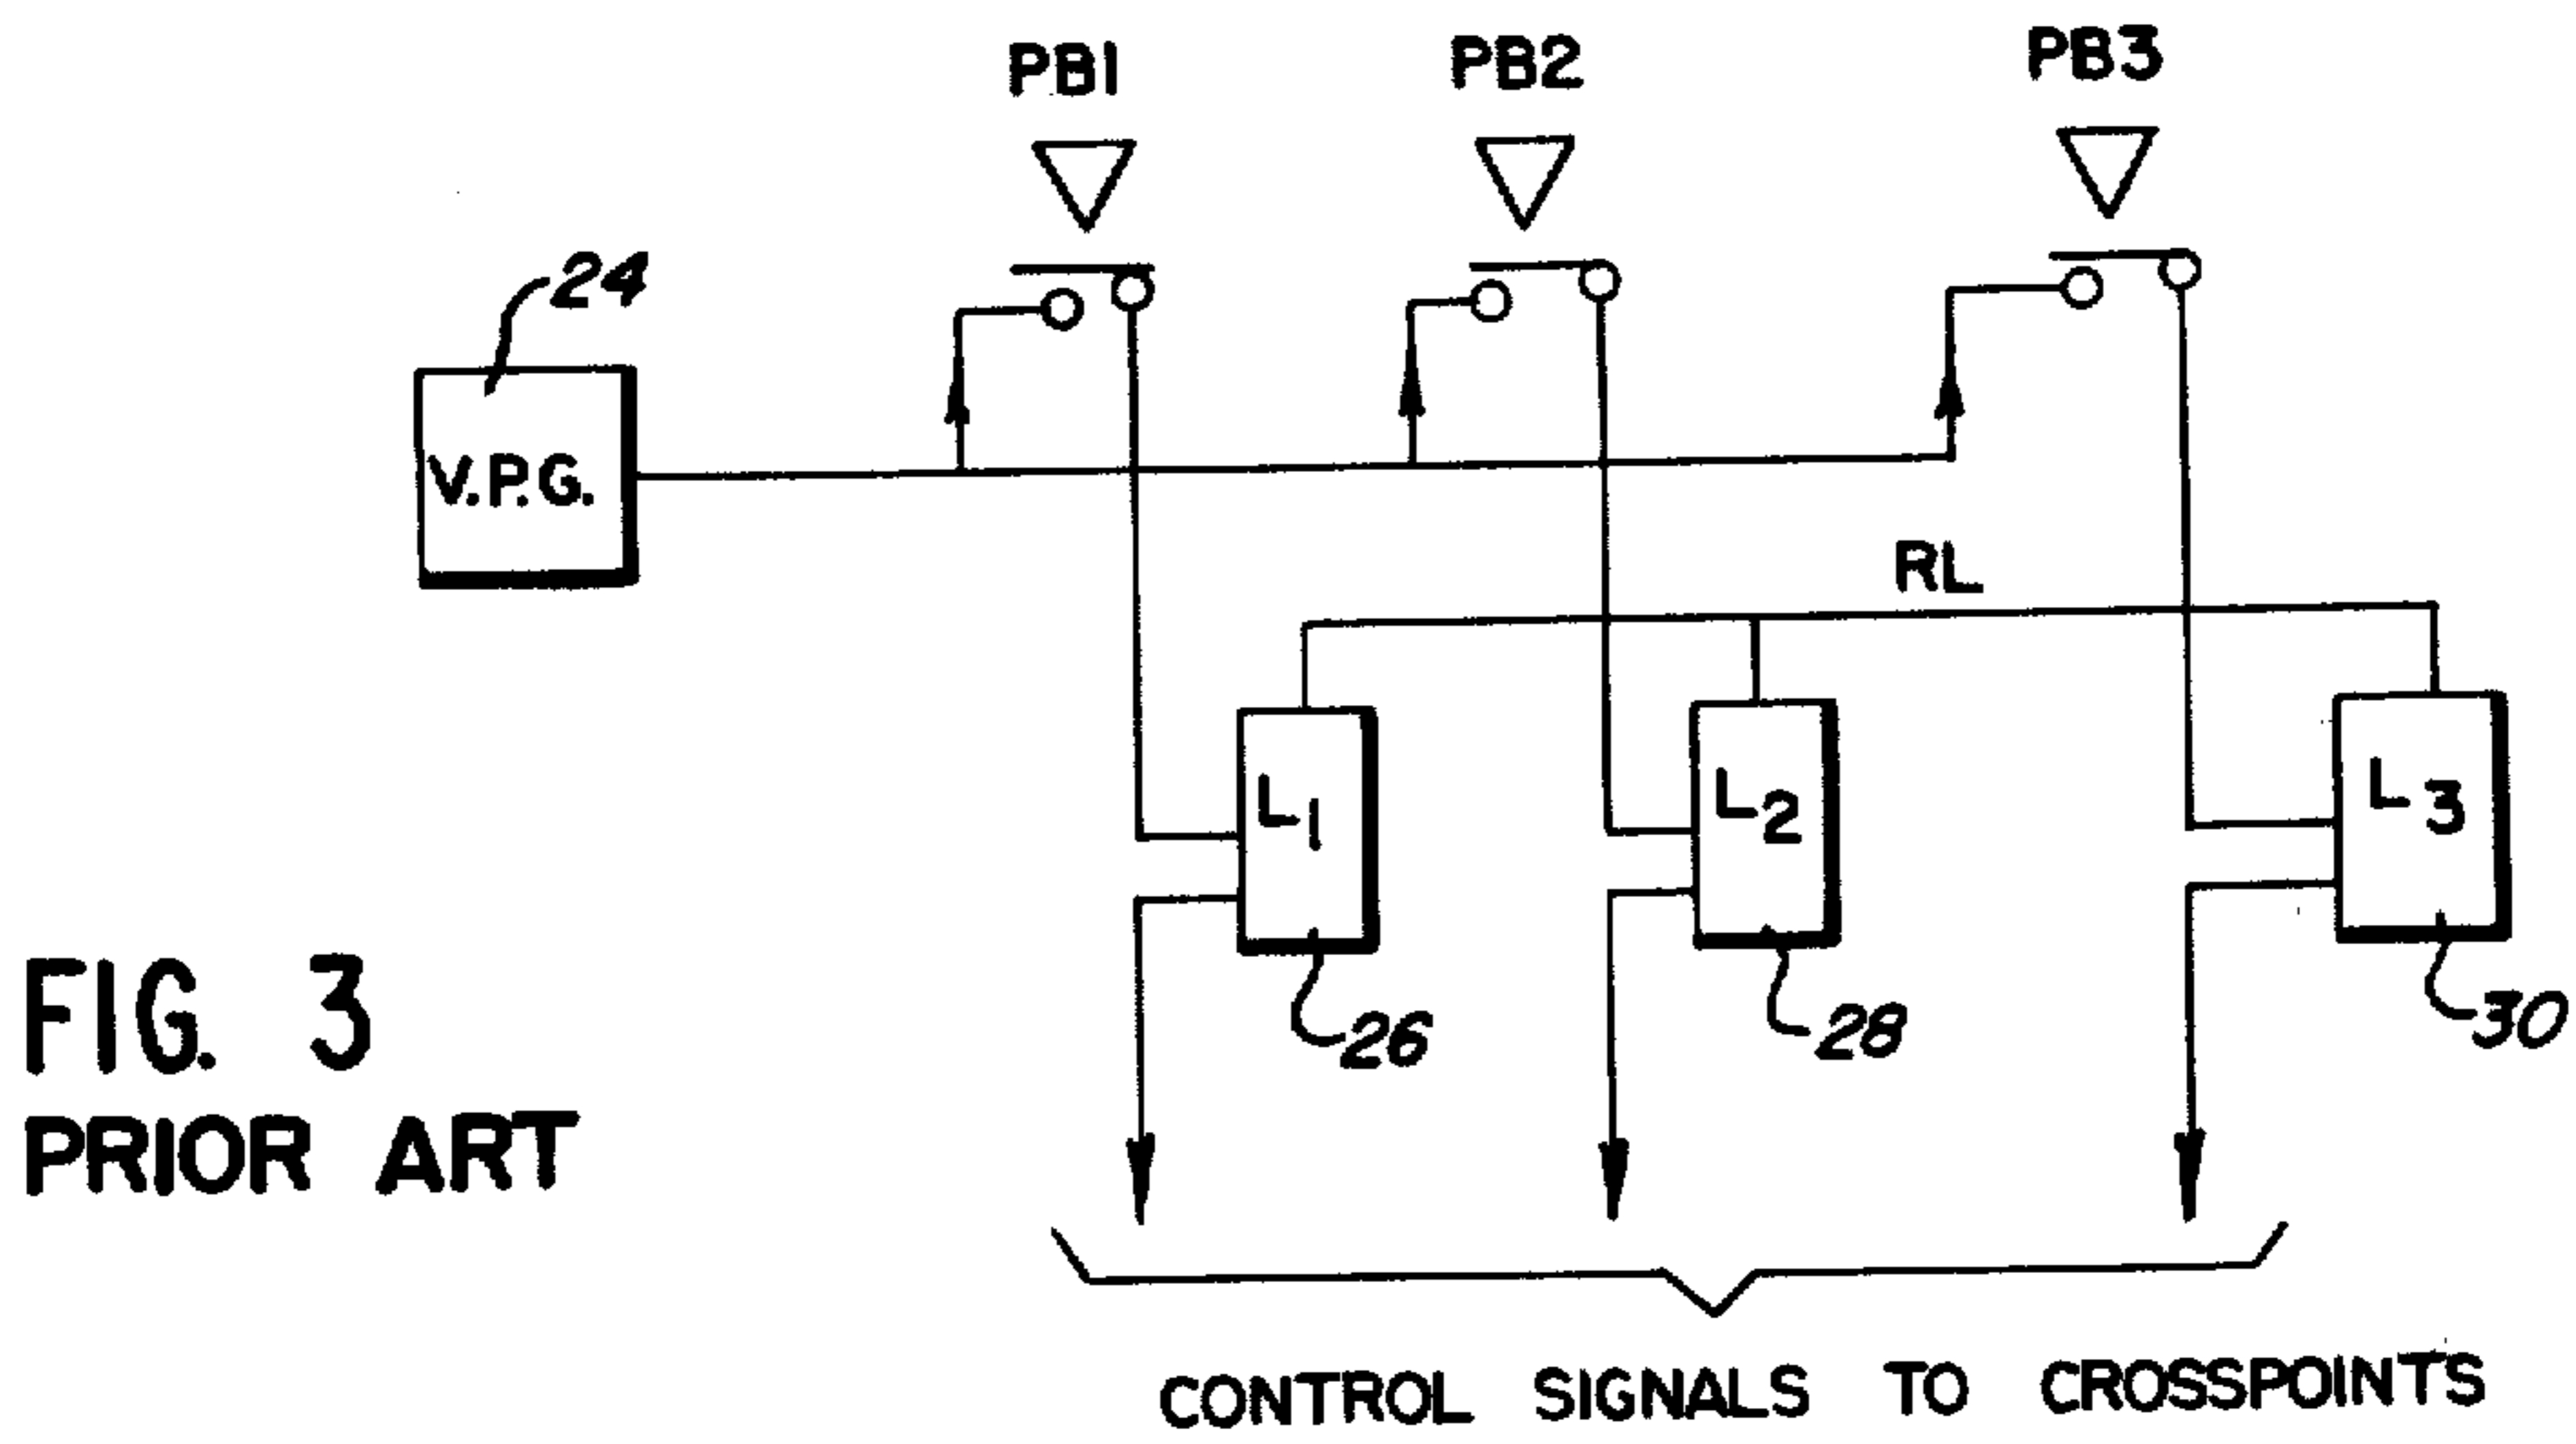 PB1
PB2
PB3
24
V.P.G.
RL
L1
L2
L3
26
28
30
FIG. 3
PRIOR ART
CONTROL SIGNALS TO CROSSPOINTS